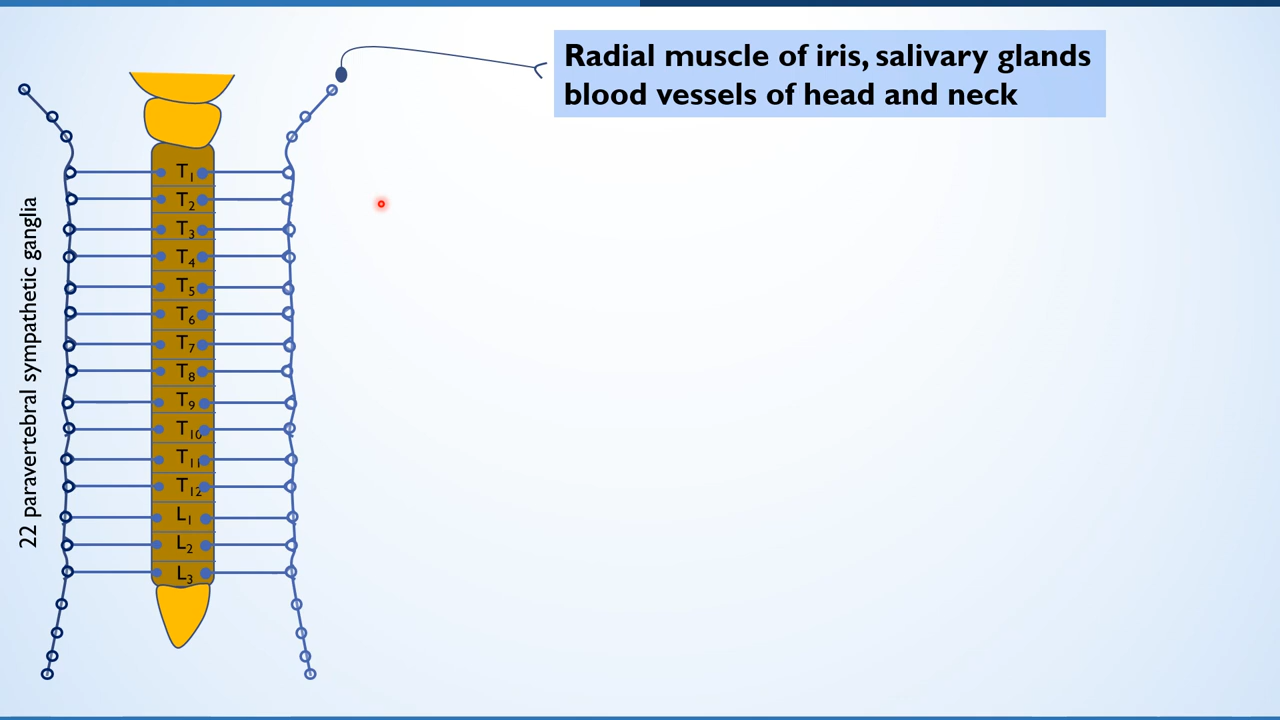 Radial muscle of iris, salivary glands
blood vessels of head and neck
22 paravertebral sympathetic ganglia
T1
T2
T3
T4
T5
T6
T7
T8
T9
T10
T11
T12
L1
L2
L3